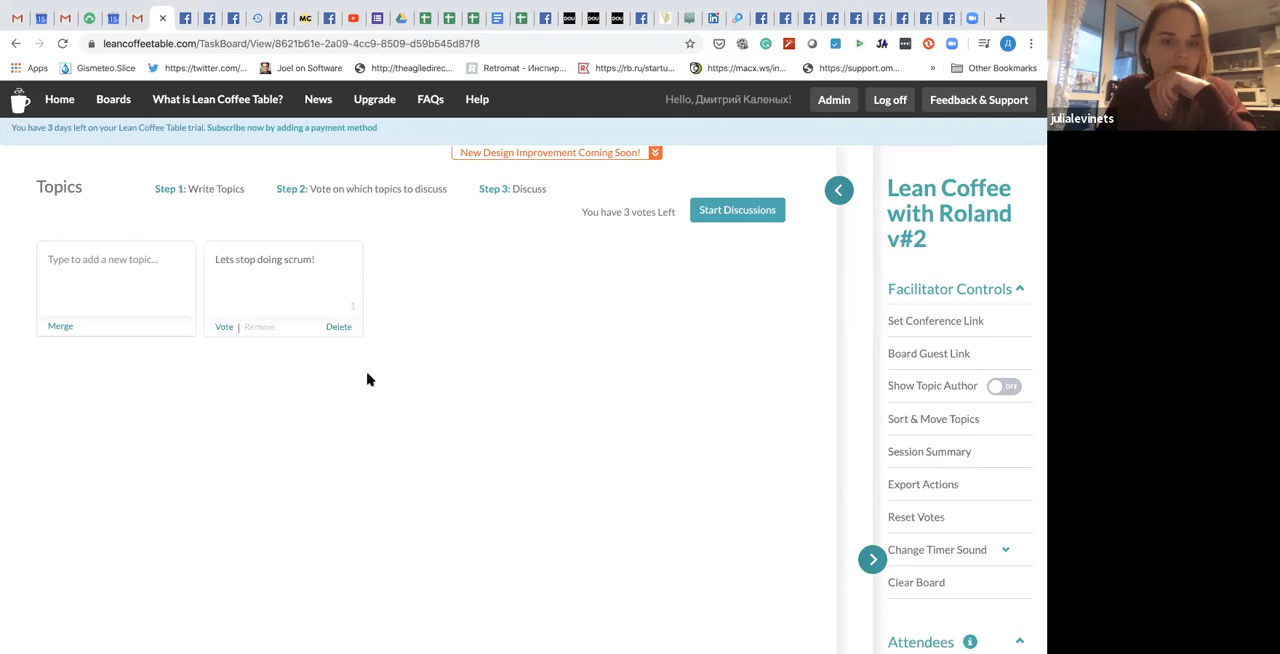 leancoffeetable.com/TaskBoard/View/8621b61e-2a09-4cc9-8509-d59b545d87f8
Apps
Gismeteo.Slice
https://twitter.com/...
Joel on Software
http://theagiledirec...
Retromat - Инспир...
https://rb.ru/startu...
https://macx.ws/in...
https://support.om...
»
Other Bookmarks
Home
Boards
What is Lean Coffee Table?
News
Upgrade
FAQs
Help
Hello, Дмитрий Каленых!
Admin
Log off
Feedback & Support
julialevinets
You have 3 days left on your Lean Coffee Table trial. Subscribe now by adding a payment method
New Design Improvement Coming Soon!
Topics
Step 1: Write Topics
Step 2: Vote on which topics to discuss
Step 3: Discuss
You have 3 votes Left
Start Discussions
Type to add a new topic...
Merge
Lets stop doing scrum!
1
Vote | Remove
Delete
Lean Coffee
with Roland
v#2
Facilitator Controls
Set Conference Link
Board Guest Link
Show Topic Author
OFF
Sort & Move Topics
Session Summary
Export Actions
Reset Votes
Change Timer Sound
Clear Board
Attendees